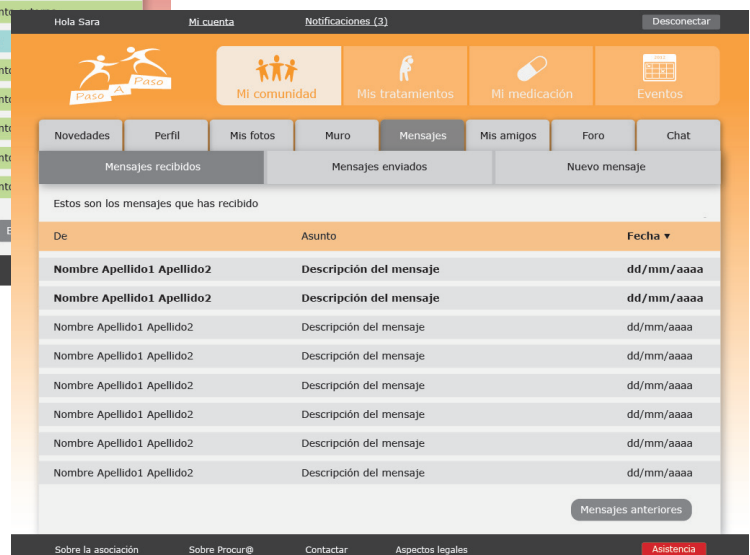 Hola Sara Mi cuenta Notificaciones (3) Desconectar
Paso A Paso
Mi comunidad Mis tratamientos Mi medicación Eventos
Novedades Perfil Mis fotos Muro Mensajes Mis amigos Foro Chat
Mensajes recibidos Mensajes enviados Nuevo mensaje
Estos son los mensajes que has recibido
De Asunto Fecha ▼
Nombre Apellido1 Apellido2 Descripción del mensaje dd/mm/aaaa
Nombre Apellido1 Apellido2 Descripción del mensaje dd/mm/aaaa
Nombre Apellido1 Apellido2 Descripción del mensaje dd/mm/aaaa
Nombre Apellido1 Apellido2 Descripción del mensaje dd/mm/aaaa
Nombre Apellido1 Apellido2 Descripción del mensaje dd/mm/aaaa
Nombre Apellido1 Apellido2 Descripción del mensaje dd/mm/aaaa
Nombre Apellido1 Apellido2 Descripción del mensaje dd/mm/aaaa
Nombre Apellido1 Apellido2 Descripción del mensaje dd/mm/aaaa
Mensajes anteriores
Sobre la asociación Sobre Procur@ Contactar Aspectos legales Asistencia